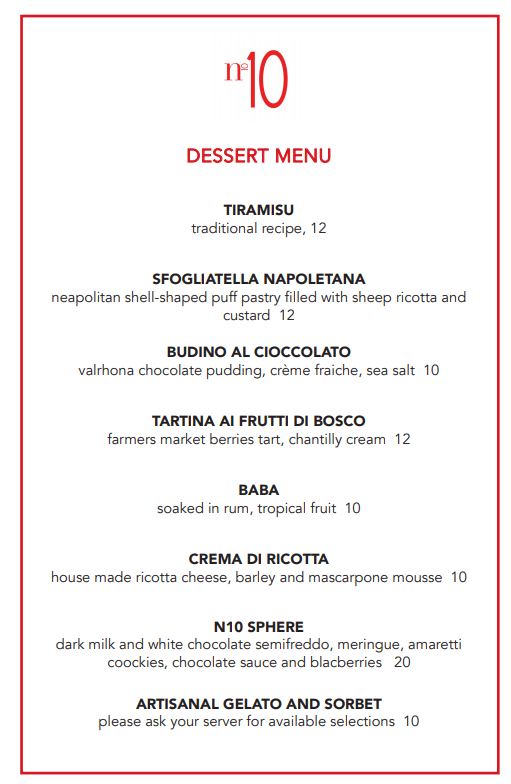 nº10
DESSERT MENU
TIRAMISU
traditional recipe, 12
SFOGLIATELLA NAPOLETANA
neapolitan shell-shaped puff pastry filled with sheep ricotta and
custard 12
BUDINO AL CIOCCOLATO
valrhona chocolate pudding, crème fraiche, sea salt 10
TARTINA AI FRUTTI DI BOSCO
farmers market berries tart, chantilly cream 12
BABA
soaked in rum, tropical fruit 10
CREMA DI RICOTTA
house made ricotta cheese, barley and mascarpone mousse 10
N10 SPHERE
dark milk and white chocolate semifreddo, meringue, amaretti
coockies, chocolate sauce and blacberries 20
ARTISANAL GELATO AND SORBET
please ask your server for available selections 10